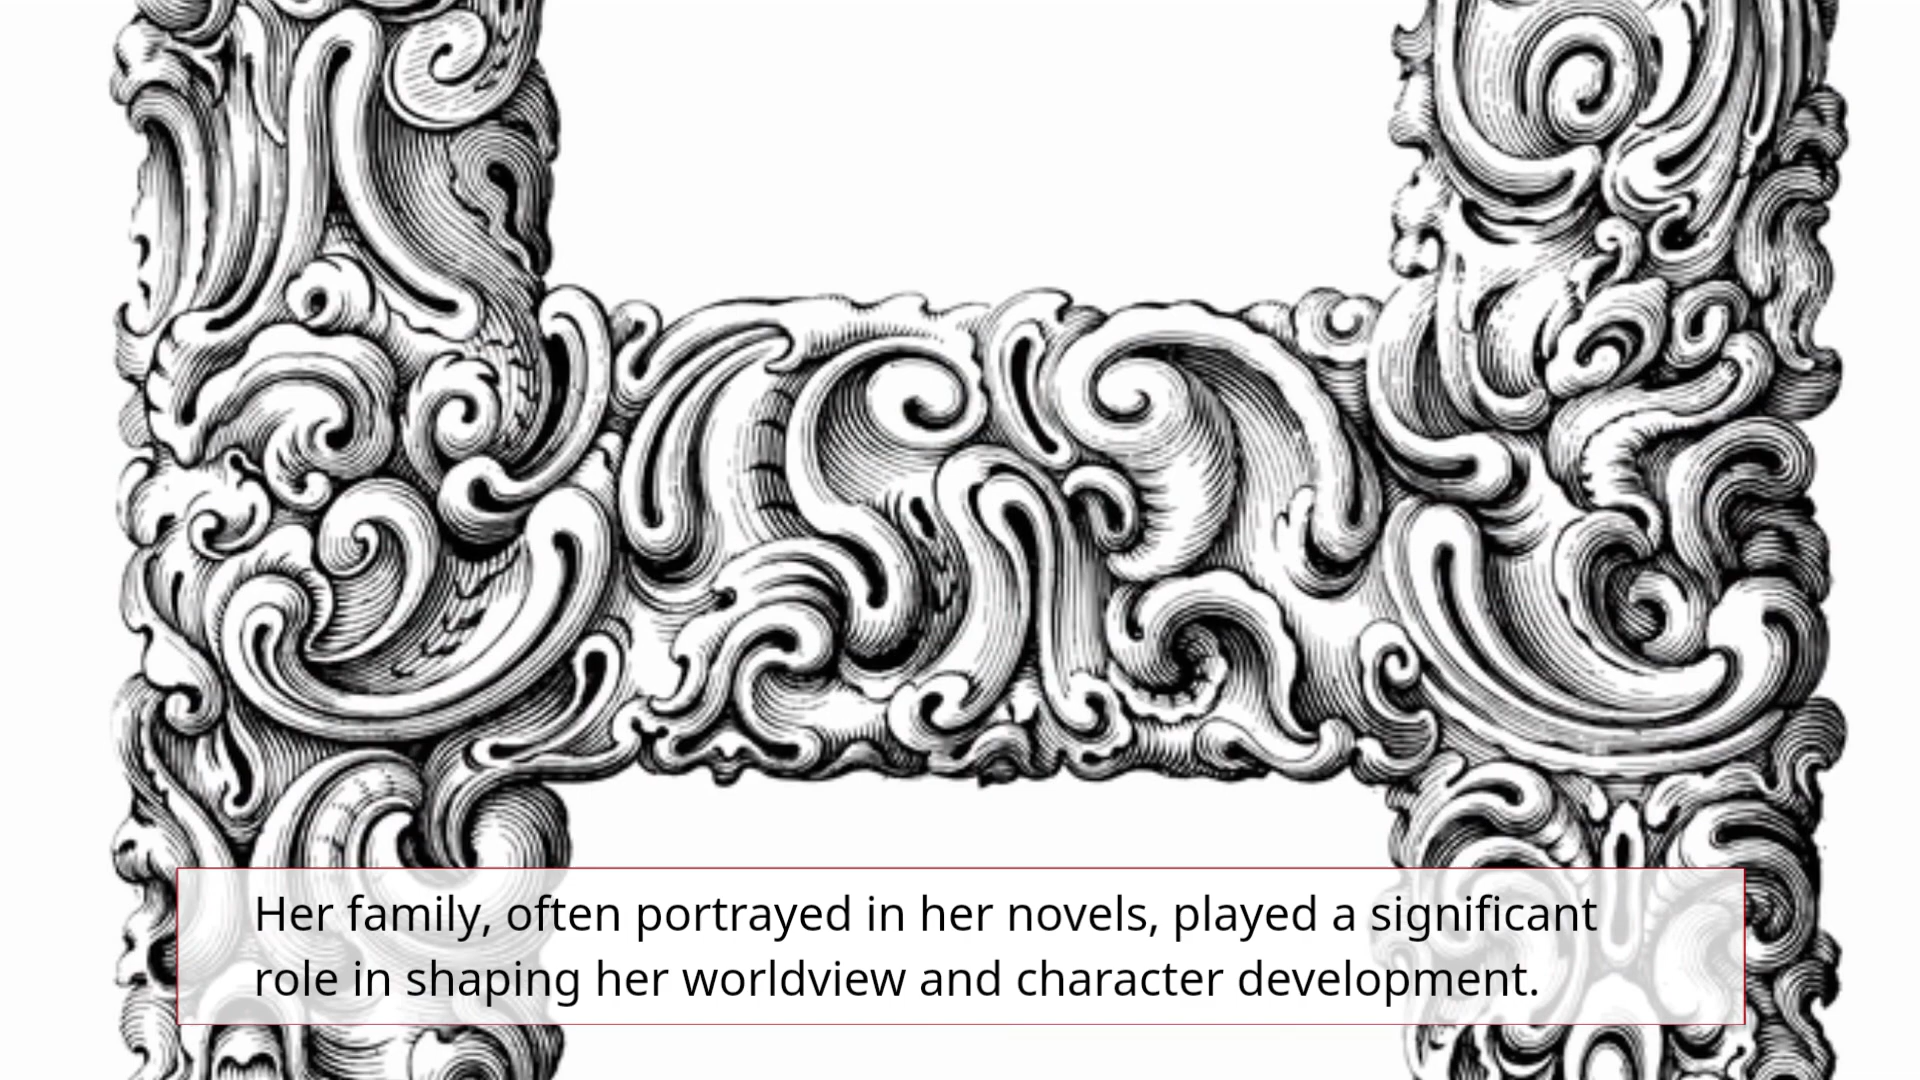 Her family, often portrayed in her novels, played a significant
role in shaping her worldview and character development.